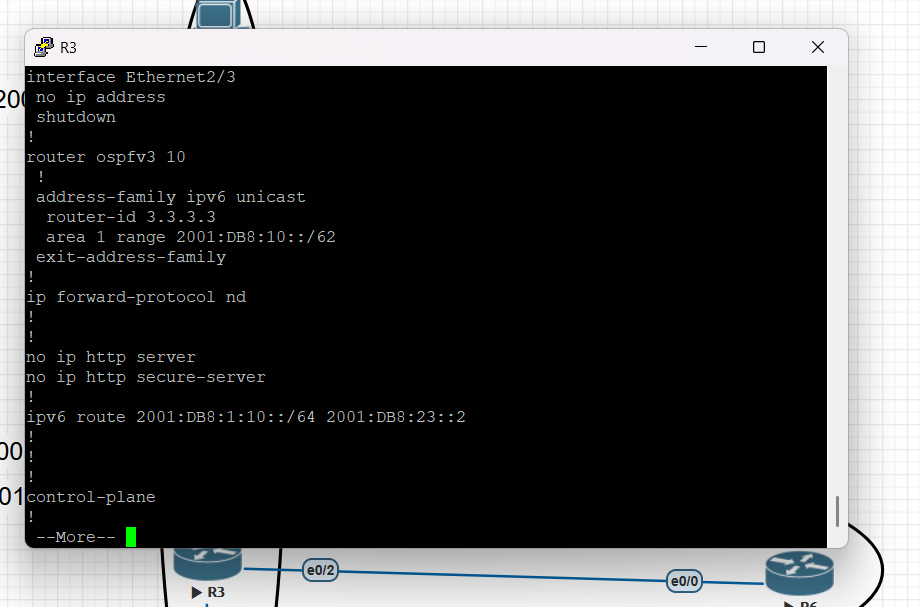 R3
200
interface Ethernet2/3
 no ip address
 shutdown
!
router ospfv3 10
 !
 address-family ipv6 unicast
  router-id 3.3.3.3
  area 1 range 2001:DB8:10::/62
 exit-address-family
!
ip forward-protocol nd
!
!
no ip http server
no ip http secure-server
!
ipv6 route 2001:DB8:1:10::/64 2001:DB8:23::2
!
!
!
control-plane
!
 --More--
00
01
e0/2
e0/0
R3